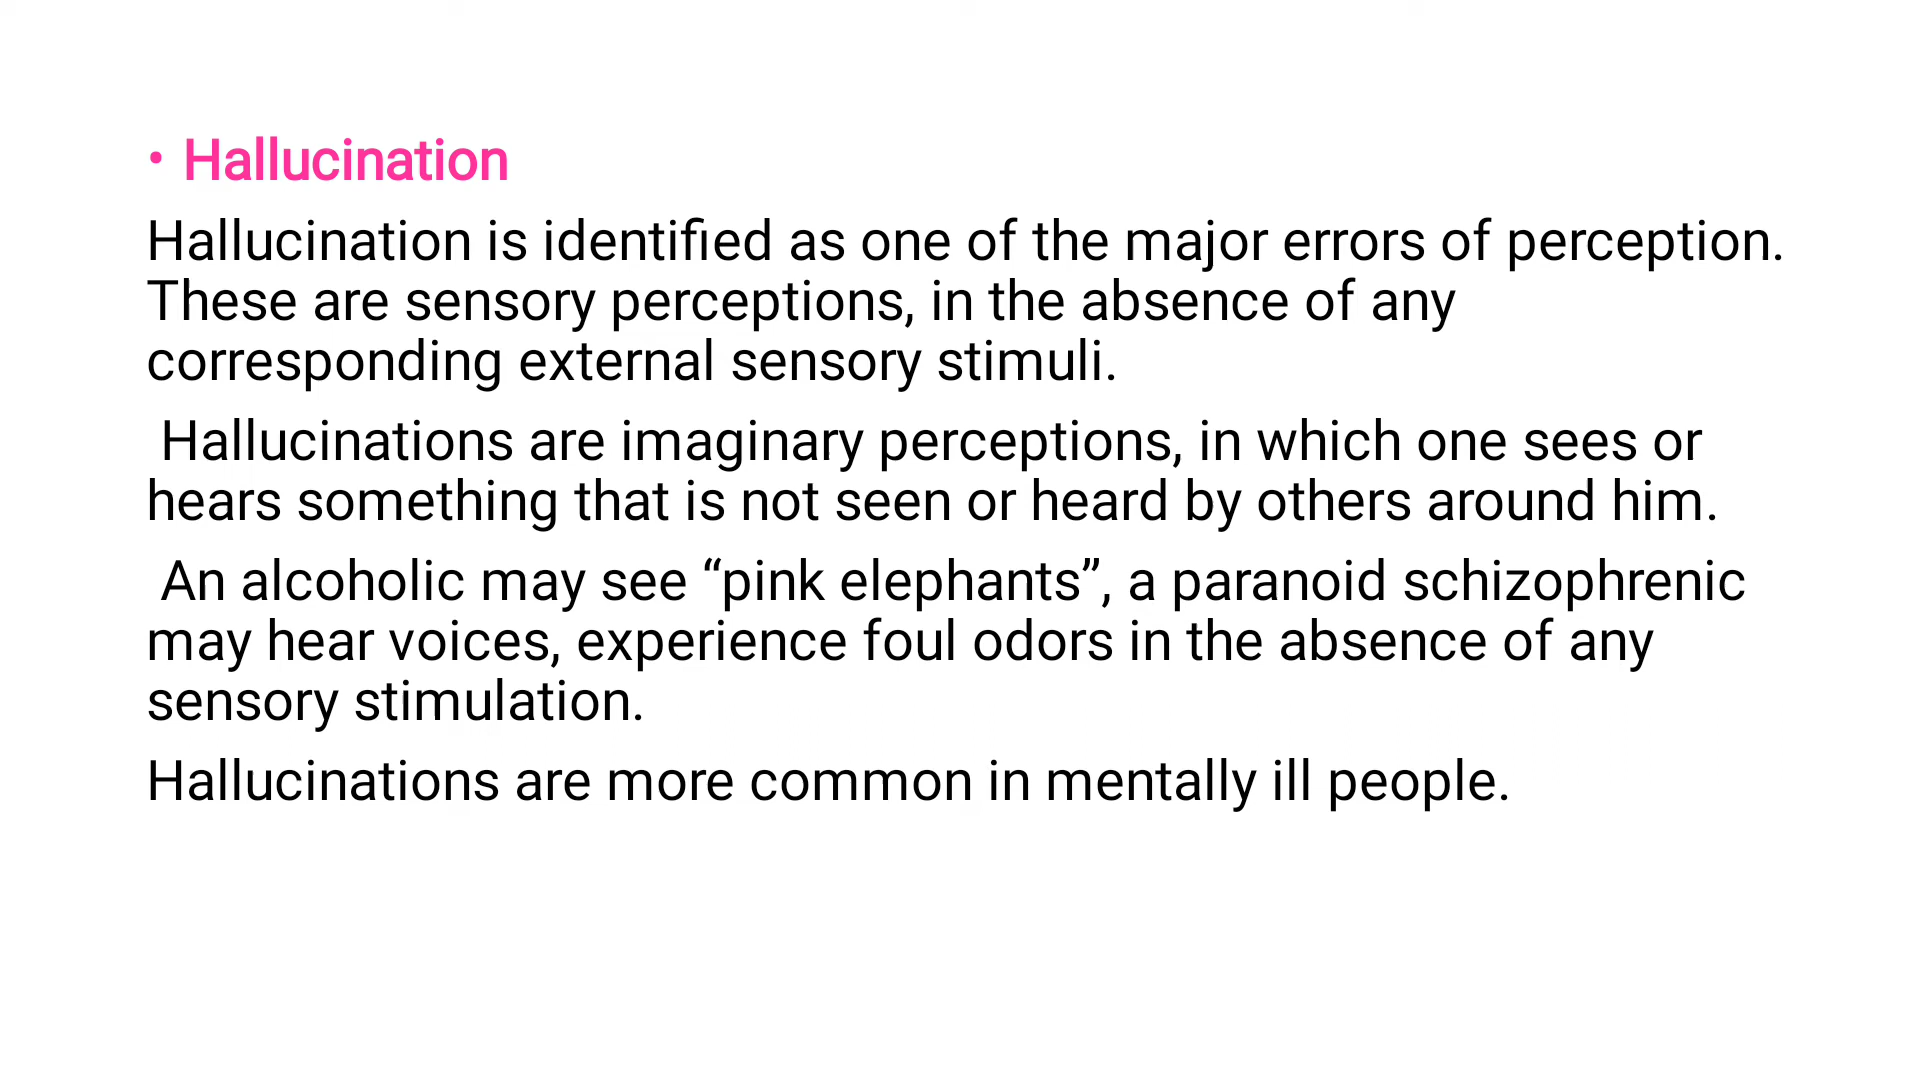 • Hallucination
Hallucination is identified as one of the major errors of perception.
These are sensory perceptions, in the absence of any
corresponding external sensory stimuli.
Hallucinations are imaginary perceptions, in which one sees or
hears something that is not seen or heard by others around him.
An alcoholic may see “pink elephants”, a paranoid schizophrenic
may hear voices, experience foul odors in the absence of any
sensory stimulation.
Hallucinations are more common in mentally ill people.